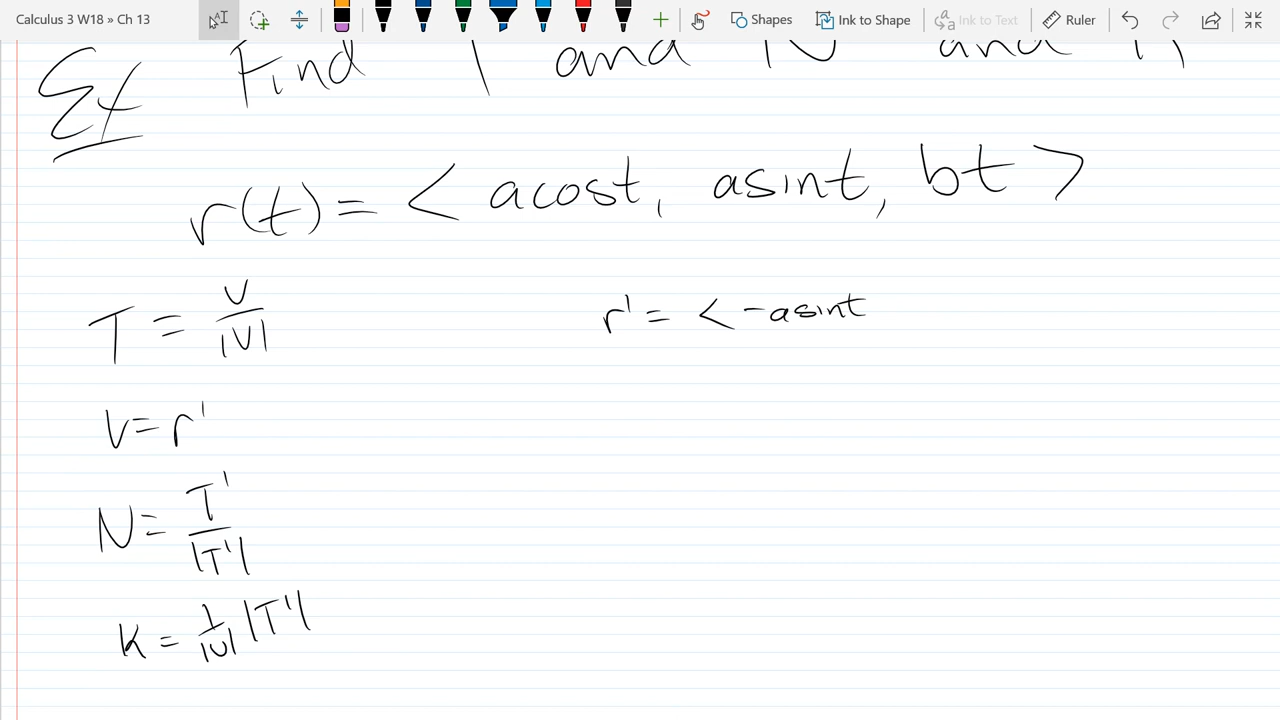 Calculus 3 W18 » Ch 13
Shapes
Ink to Shape
Ink to Text
Ruler
Ex Find T and N and K
r(t) = < acost, asint, bt >
T = v/|v|
r' = < -asint
v = r'
N = T'/|T'|
K = 1/|v| |T'|